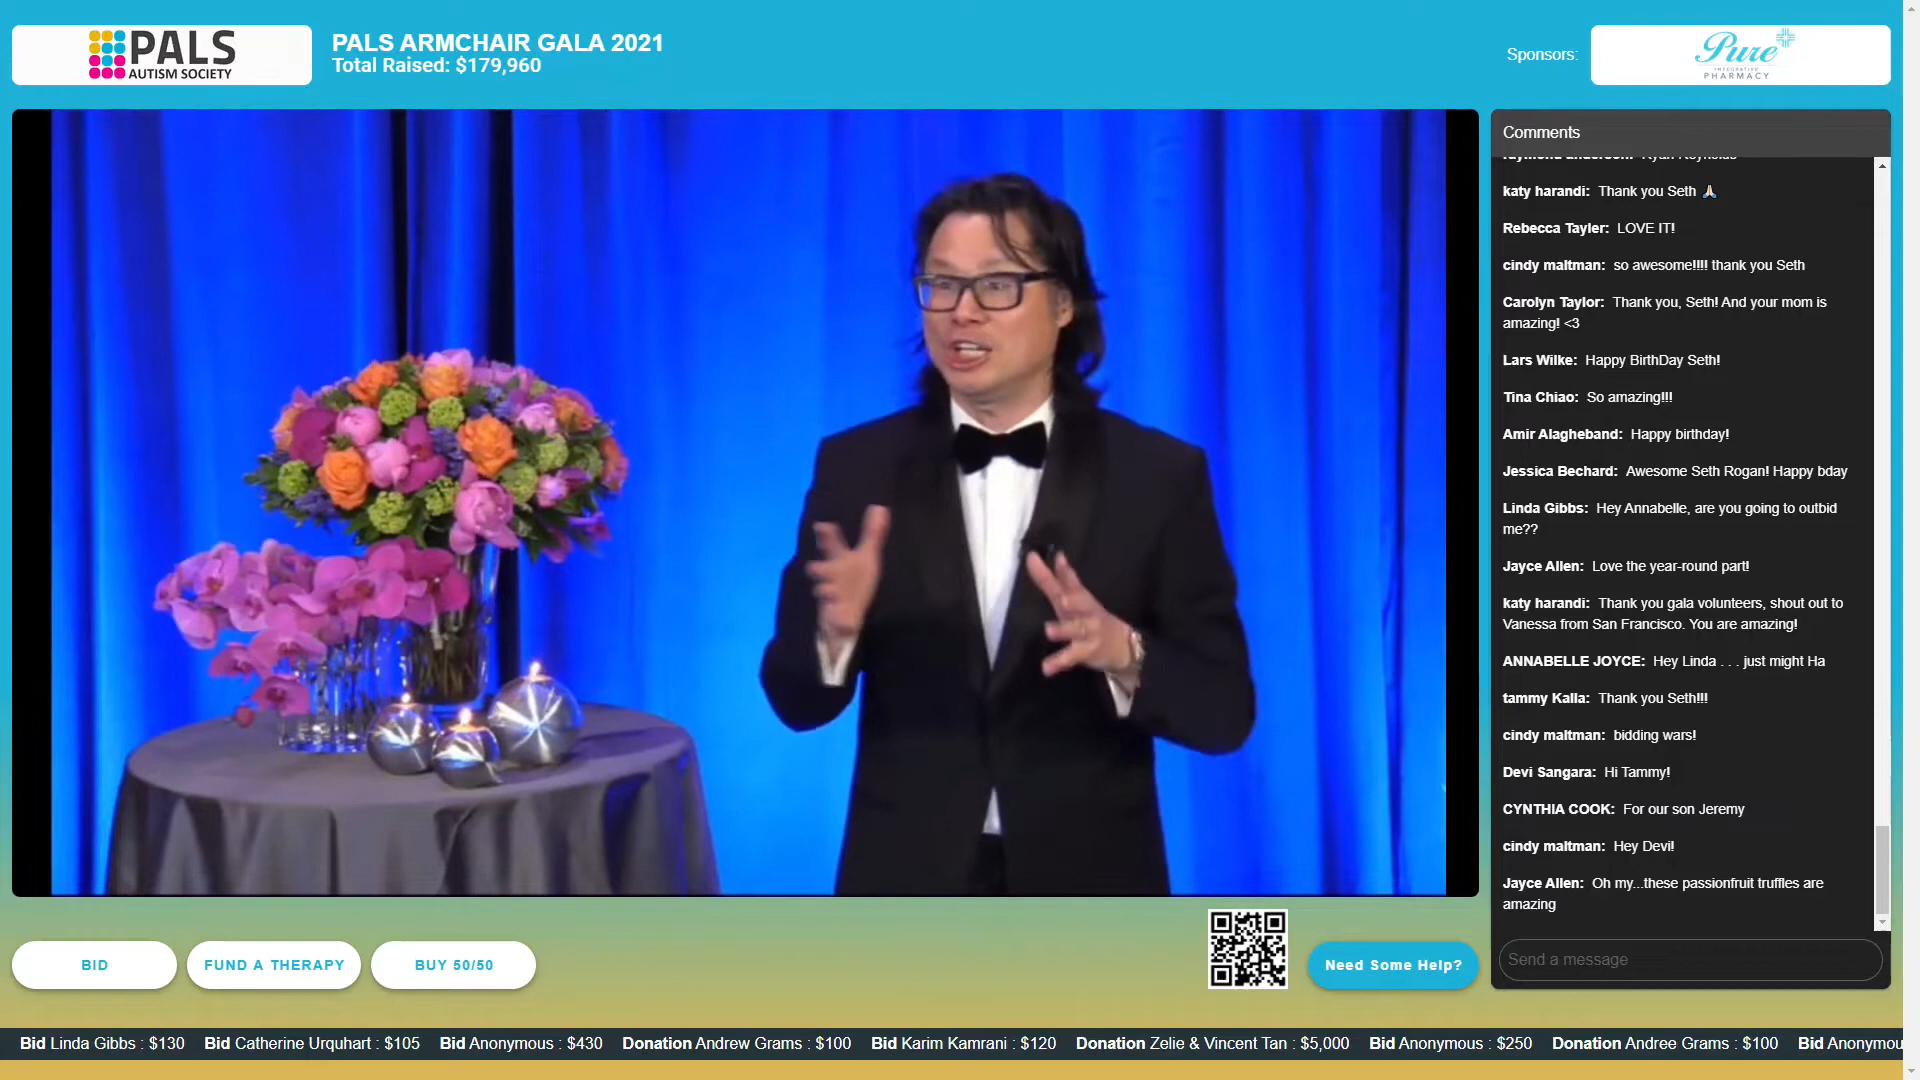 PALS
AUTISM SOCIETY
PALS ARMCHAIR GALA 2021
Total Raised: $179,960
Sponsors:
Pure
INTEGRATIVE
PHARMACY
Comments
raymond anderson: Ryan Reynolds
katy harandi: Thank you Seth 🙏🏻
Rebecca Tayler: LOVE IT!
cindy maltman: so awesome!!!! thank you Seth
Carolyn Taylor: Thank you, Seth! And your mom is
amazing! <3
Lars Wilke: Happy BirthDay Seth!
Tina Chiao: So amazing!!!
Amir Alagheband: Happy birthday!
Jessica Bechard: Awesome Seth Rogan! Happy bday
Linda Gibbs: Hey Annabelle, are you going to outbid
me??
Jayce Allen: Love the year-round part!
katy harandi: Thank you gala volunteers, shout out to
Vanessa from San Francisco. You are amazing!
ANNABELLE JOYCE: Hey Linda . . . just might Ha
tammy Kalla: Thank you Seth!!!
cindy maltman: bidding wars!
Devi Sangara: Hi Tammy!
CYNTHIA COOK: For our son Jeremy
cindy maltman: Hey Devi!
Jayce Allen: Oh my...these passionfruit truffles are
amazing
Send a message
BID
FUND A THERAPY
BUY 50/50
Need Some Help?
Bid Linda Gibbs : $130 Bid Catherine Urquhart : $105 Bid Anonymous : $430 Donation Andrew Grams : $100 Bid Karim Kamrani : $120 Donation Zelie & Vincent Tan : $5,000 Bid Anonymous : $250 Donation Andree Grams : $100 Bid Anonymou